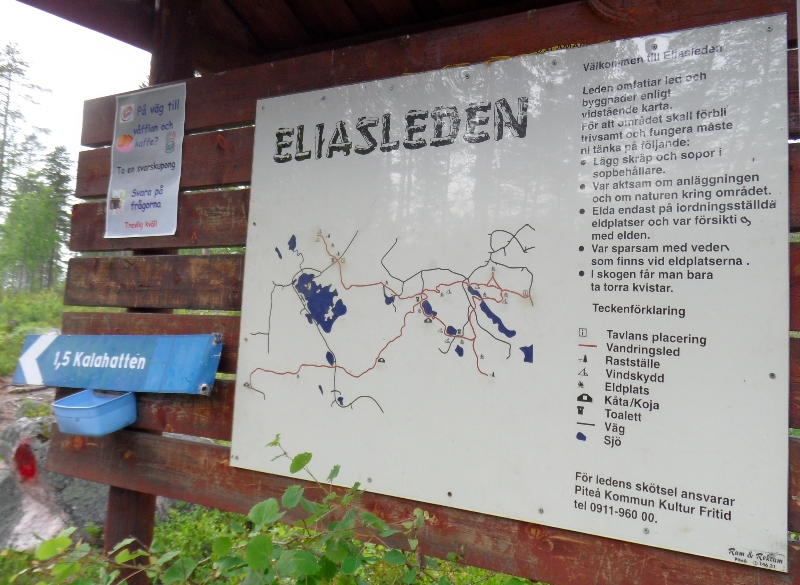 På väg till
våfflan och
kaffe?
Ta en svarskupong
Svara på
frågorna
Trevlig kväll
1,5 Kalahatten
ELIASLEDEN
Välkommen till Eliasleden
Leden omfattar led och
byggnader enligt
vidstående karta.
För att området skall förbli
trivsamt och fungera måste
ni tänka på följande:
• Lägg skräp och sopor i
sopbehållare.
• Var aktsam om anläggningen
och om naturen kring området.
• Elda endast på iordningsställda
eldplatser och var försiktig
med elden.
• Var sparsam med veden
som finns vid eldplatserna.
• I skogen får man bara
ta torra kvistar.
Teckenförklaring
Tavlans placering
Vandringsled
Rastställe
Vindskydd
Eldplats
Kåta/Koja
Toalett
Väg
Sjö
För ledens skötsel ansvarar
Piteå Kommun Kultur Fritid
tel 0911-960 00.
Ram & Reklam
Piteå